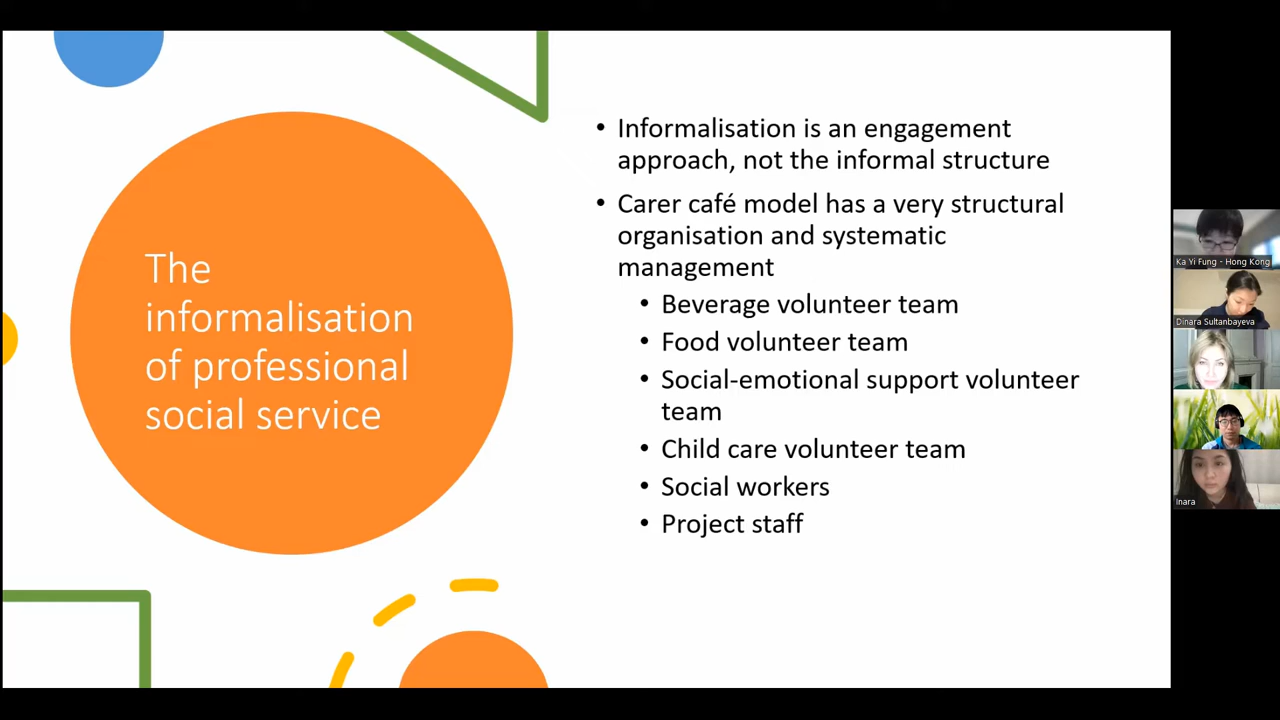 The
informalisation
of professional
social service
• Informalisation is an engagement
approach, not the informal structure
• Carer café model has a very structural
organisation and systematic
management
• Beverage volunteer team
• Food volunteer team
• Social-emotional support volunteer
team
• Child care volunteer team
• Social workers
• Project staff
Ka Yi Fung - Hong Kong
Dinara Sultanbayeva
Inara